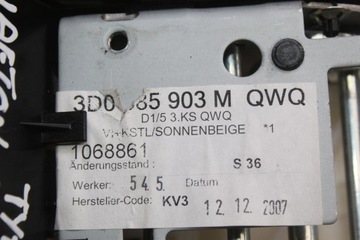 3D0 885 903 M QWQ
D1/5 3.KS QWQ
VR KSTL/SONNENBEIGE *1
1068861
Änderungsstand: S 36
Werker: 545 Datum
Hersteller-Code: KV3 12.12.2007